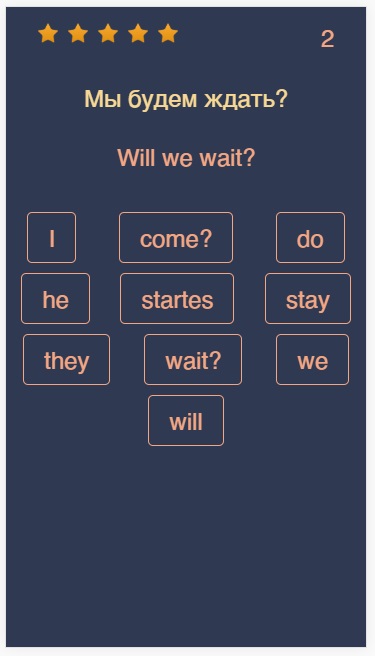 2
Мы будем ждать?
Will we wait?
I come? do
he startes stay
they wait? we
will